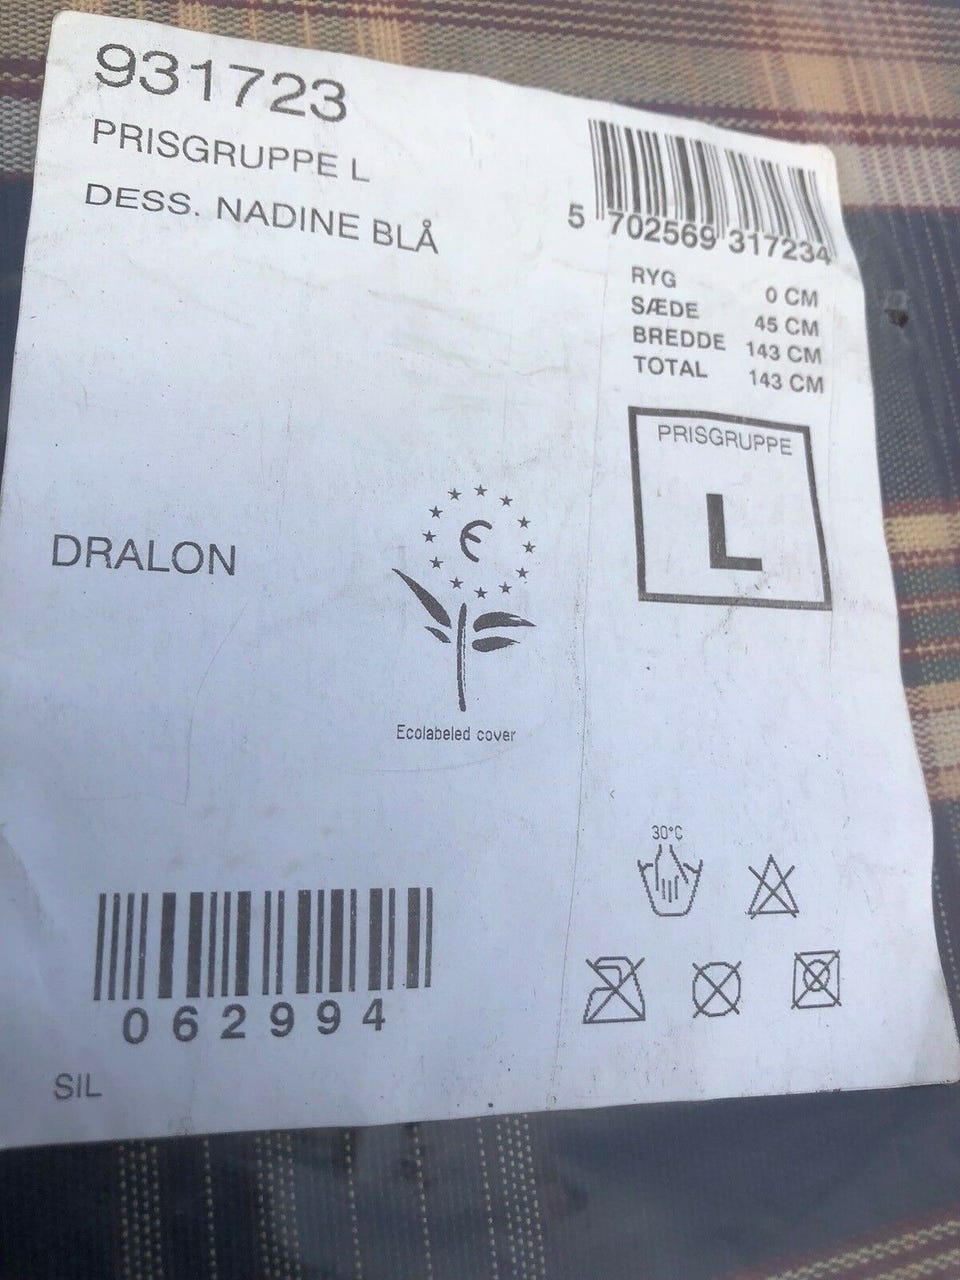 931723
PRISGRUPPE L
DESS. NADINE BLÅ
5 702569 317234
RYG 0 CM
SÆDE 45 CM
BREDDE 143 CM
TOTAL 143 CM
PRISGRUPPE
L
DRALON
Ecolabeled cover
30°C
062994
SIL